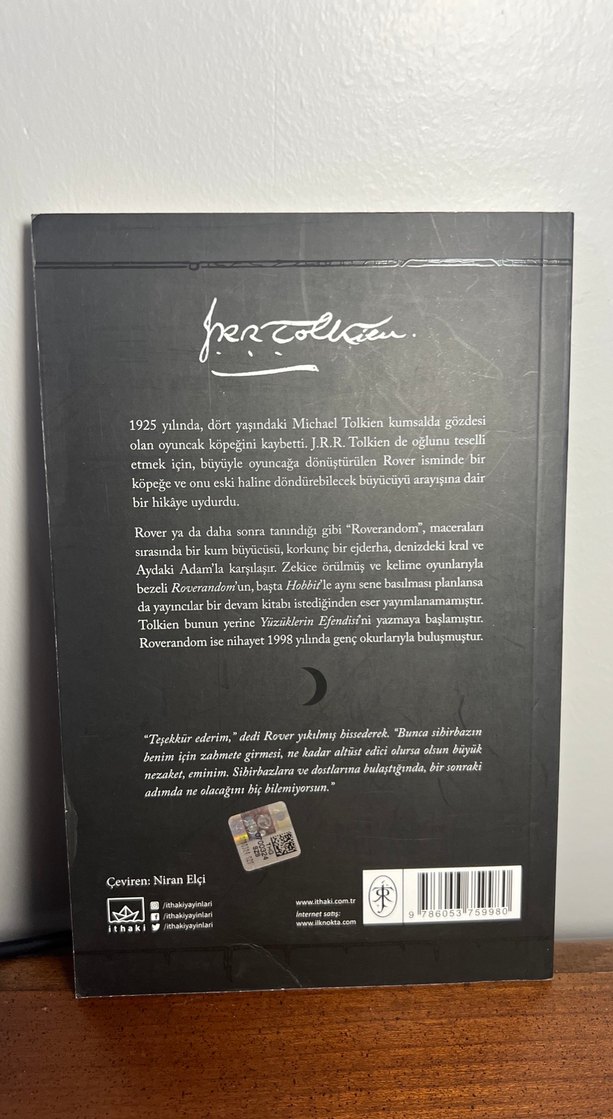 J.R.R. Tolkien.
1925 yılında, dört yaşındaki Michael Tolkien kumsalda gözdesi
olan oyuncak köpeğini kaybetti. J.R.R. Tolkien de oğlunu teselli
etmek için, büyüyle oyuncağa dönüştürülen Rover isminde bir
köpeğe ve onu eski haline döndürebilecek büyücüyü arayışına dair
bir hikâye uydurdu.
Rover ya da daha sonra tanındığı gibi “Roverandom”, maceraları
sırasında bir kum büyücüsü, korkunç bir ejderha, denizdeki kral ve
Aydaki Adam’la karşılaşır. Zekice örülmüş ve kelime oyunlarıyla
bezeli Roverandom’un, başta Hobbit’le aynı sene basılması planlansa
da yayıncılar bir devam kitabı istediğinden eser yayımlanamamıştır.
Tolkien bunun yerine Yüzüklerin Efendisi’ni yazmaya başlamıştır.
Roverandom ise nihayet 1998 yılında genç okurlarıyla buluşmuştur.
“Teşekkür ederim,” dedi Rover yıkılmış hissederek. “Bunca sihirbazın
benim için zahmete girmesi, ne kadar altüst edici olursa olsun büyük
nezaket, eminim. Sihirbazlara ve dostlarına bulaştığında, bir sonraki
adımda ne olacağını hiç bilemiyorsun.”
Çeviren: Niran Elçi
ithaki
/ithakiyayinlari
/ithakiyayinlari
/ithakiyayinlari
www.ithaki.com.tr
İnternet satış:
www.ilknokta.com
9 786053 759980